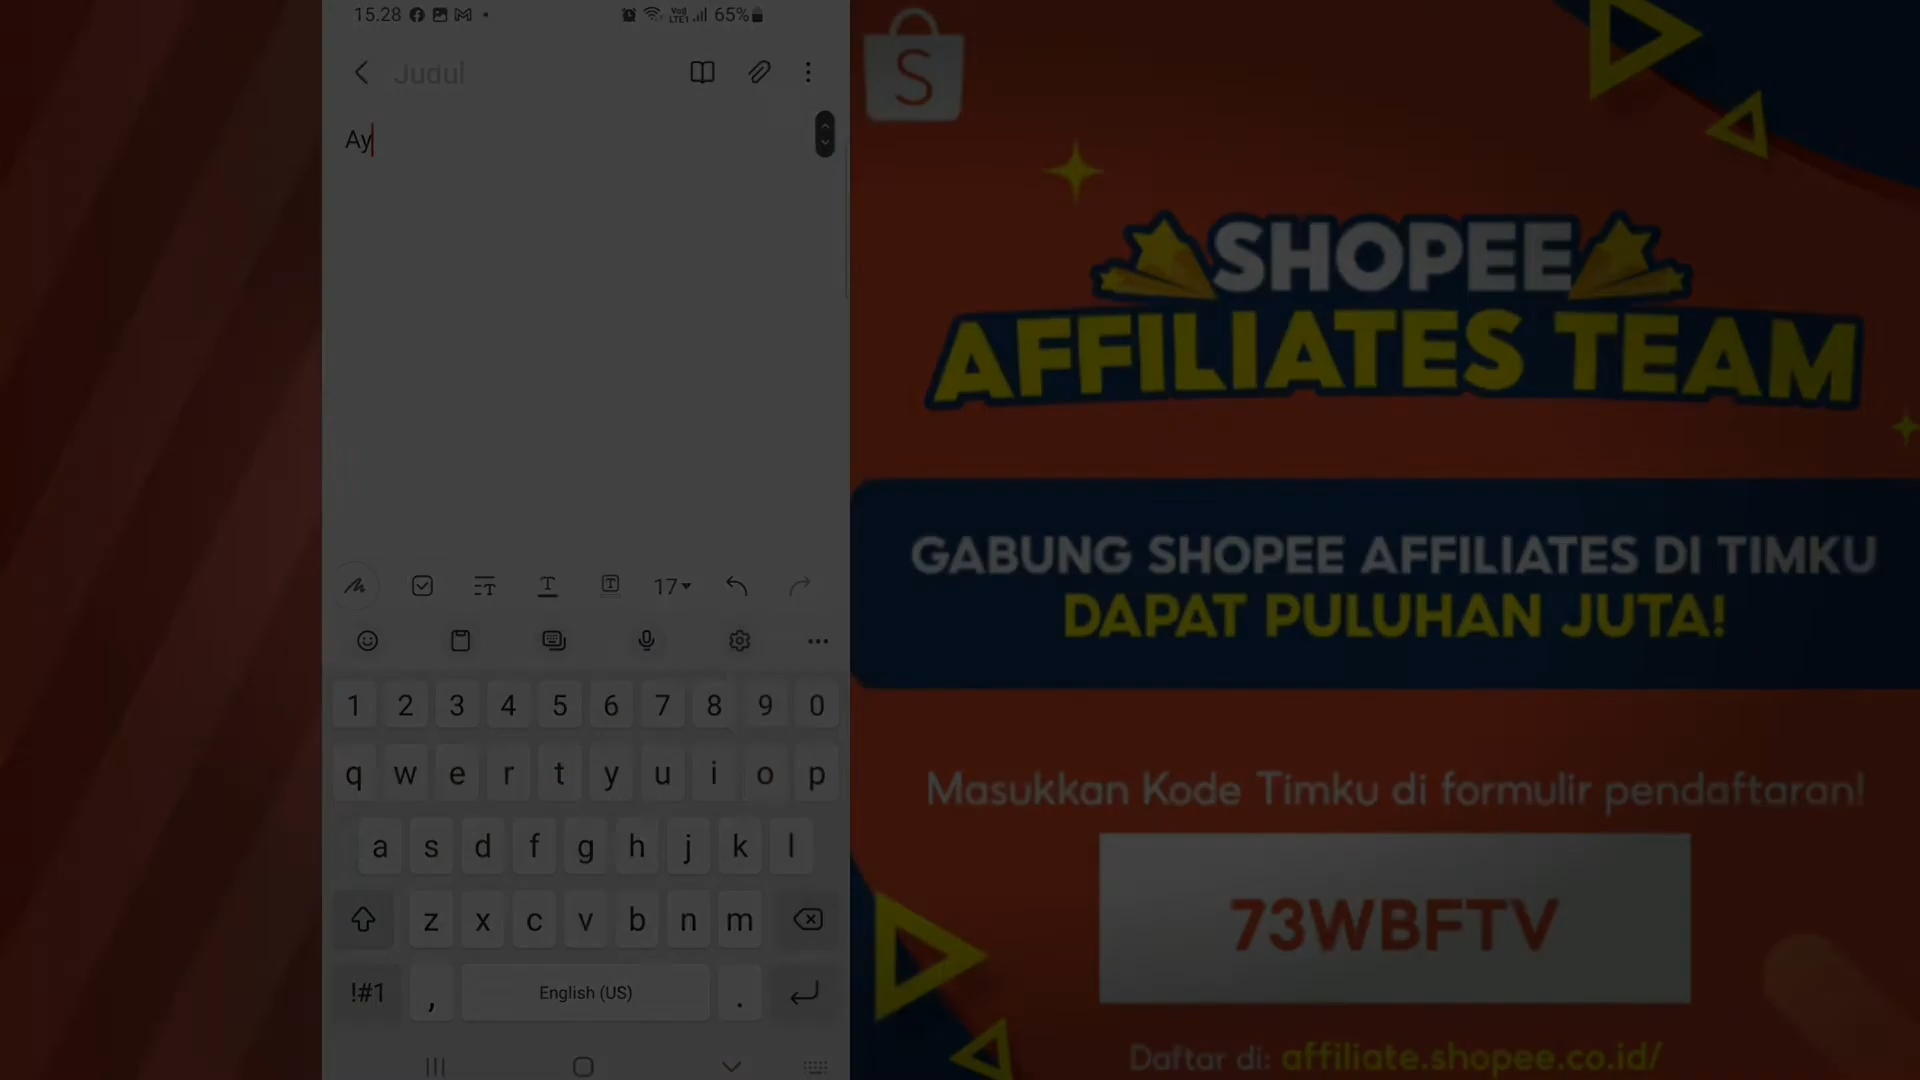 15.28
Vo)) LTE1 65%
Judul
Ay
17
1 2 3 4 5 6 7 8 9 0
q w e r t y u i o p
a s d f g h j k l
z x c v b n m
!#1 , English (US) .
S
SHOPEE
AFFILIATES TEAM
GABUNG SHOPEE AFFILIATES DI TIMKU
DAPAT PULUHAN JUTA!
Masukkan Kode Timku di formulir pendaftaran!
73WBFTV
Daftar di: affiliate.shopee.co.id/